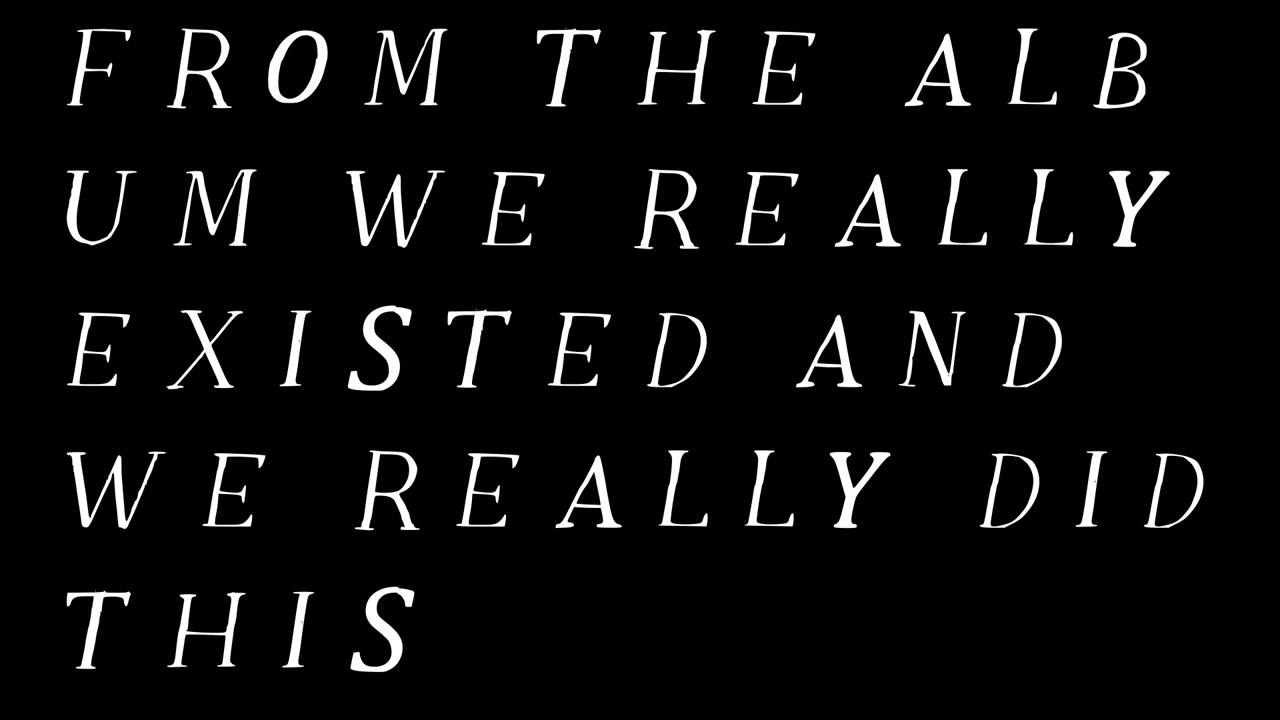 FROM THE ALB
UM WE REALLY
EXISTED AND
WE REALLY DID
THIS